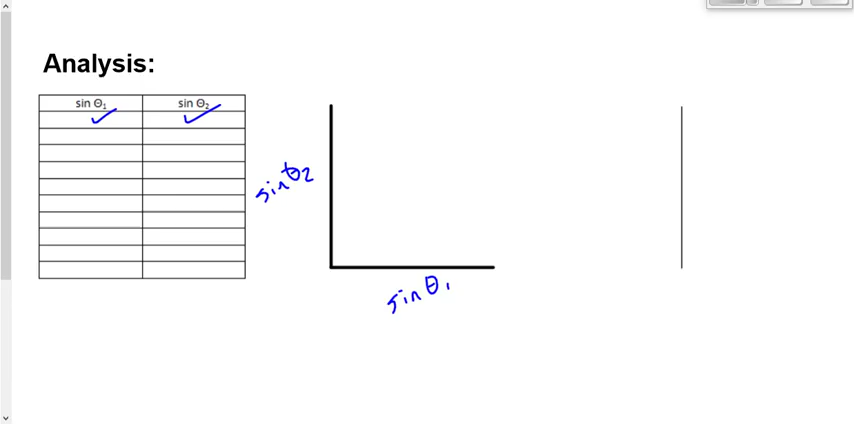 Analysis:
sin Θ₁ sin Θ₂
sin θ2
sin θ₁